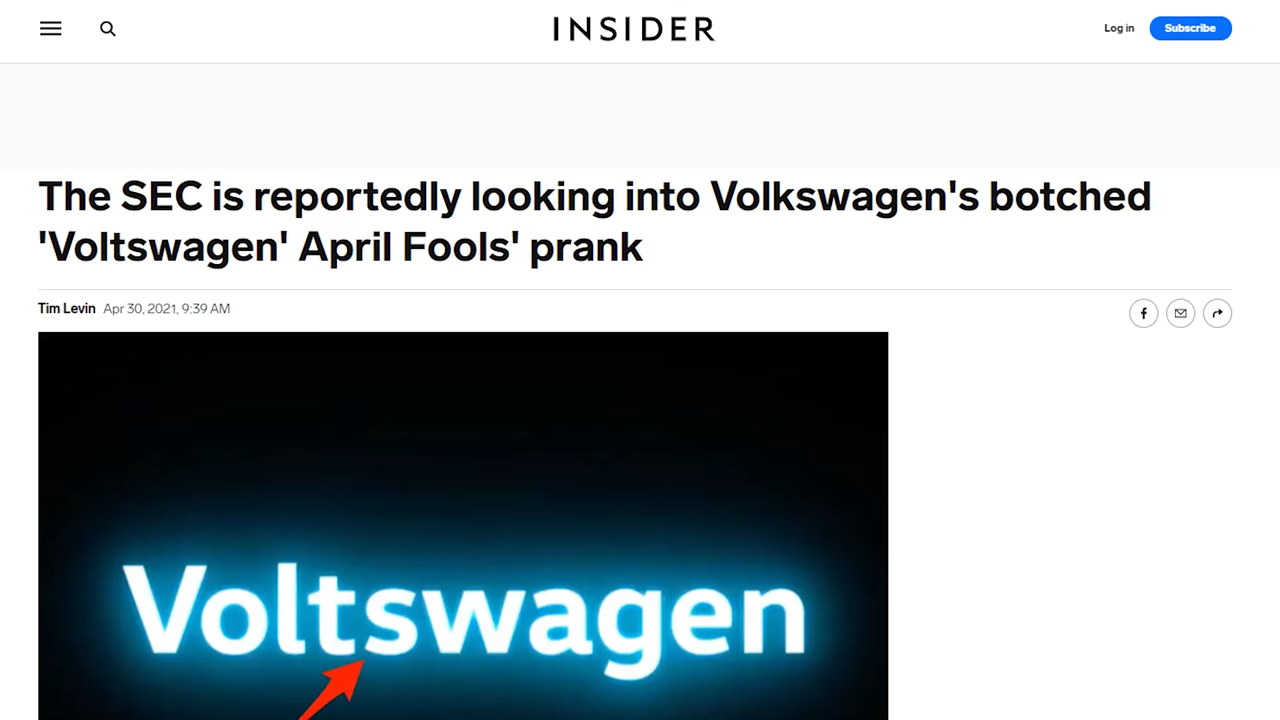 INSIDER
Log in
Subscribe
The SEC is reportedly looking into Volkswagen's botched
'Voltswagen' April Fools' prank
Tim Levin Apr 30, 2021, 9:39 AM
f
Voltswagen